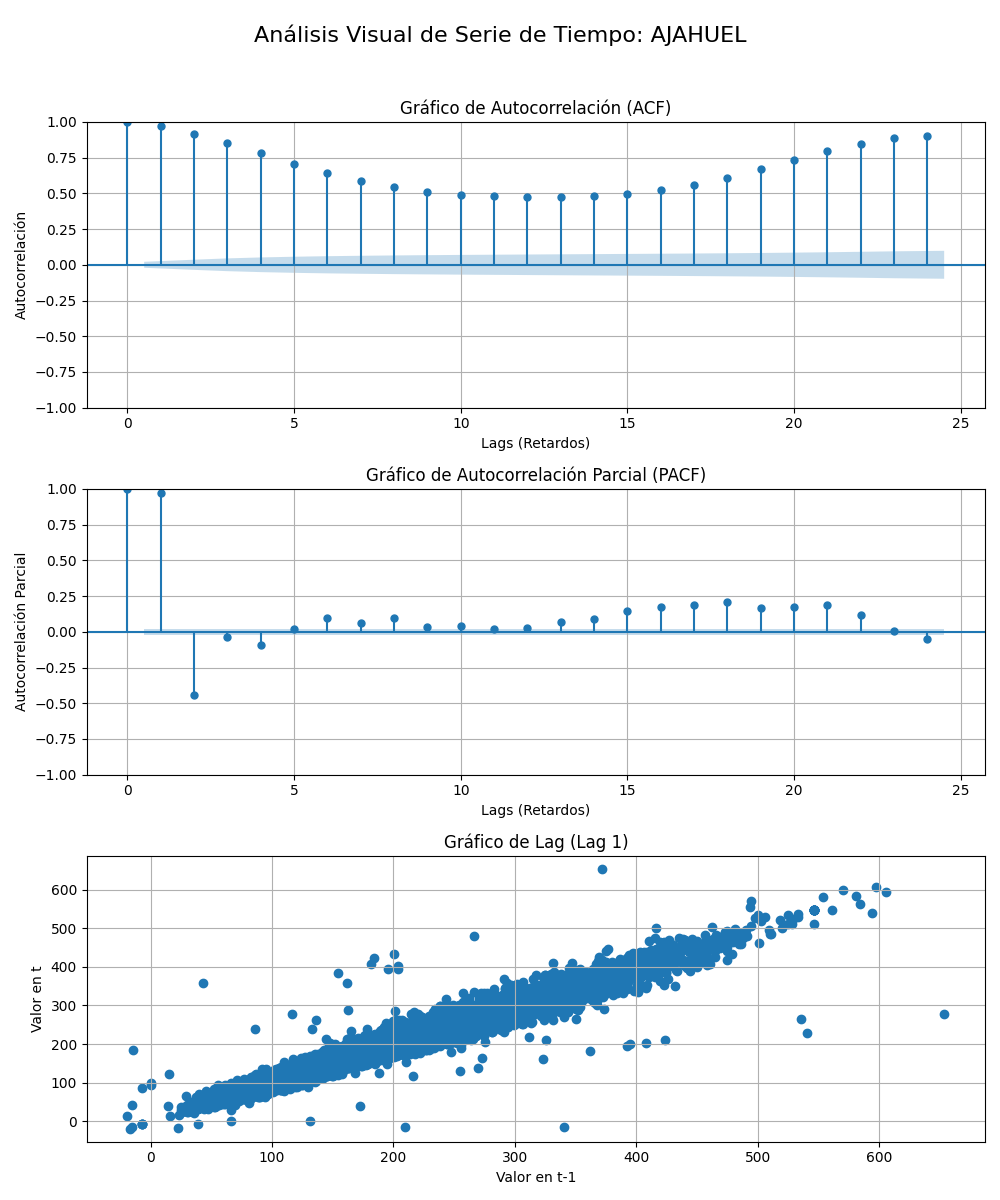 Análisis Visual de Serie de Tiempo: AJAHUEL
Gráfico de Autocorrelación (ACF)
1.00
0.75
0.50
0.25
0.00
−0.25
−0.50
−0.75
−1.00
Autocorrelación
0 5 10 15 20 25
Lags (Retardos)
Gráfico de Autocorrelación Parcial (PACF)
1.00
0.75
0.50
0.25
0.00
−0.25
−0.50
−0.75
−1.00
Autocorrelación Parcial
0 5 10 15 20 25
Lags (Retardos)
Gráfico de Lag (Lag 1)
600
500
400
300
200
100
0
Valor en t
0 100 200 300 400 500 600
Valor en t-1